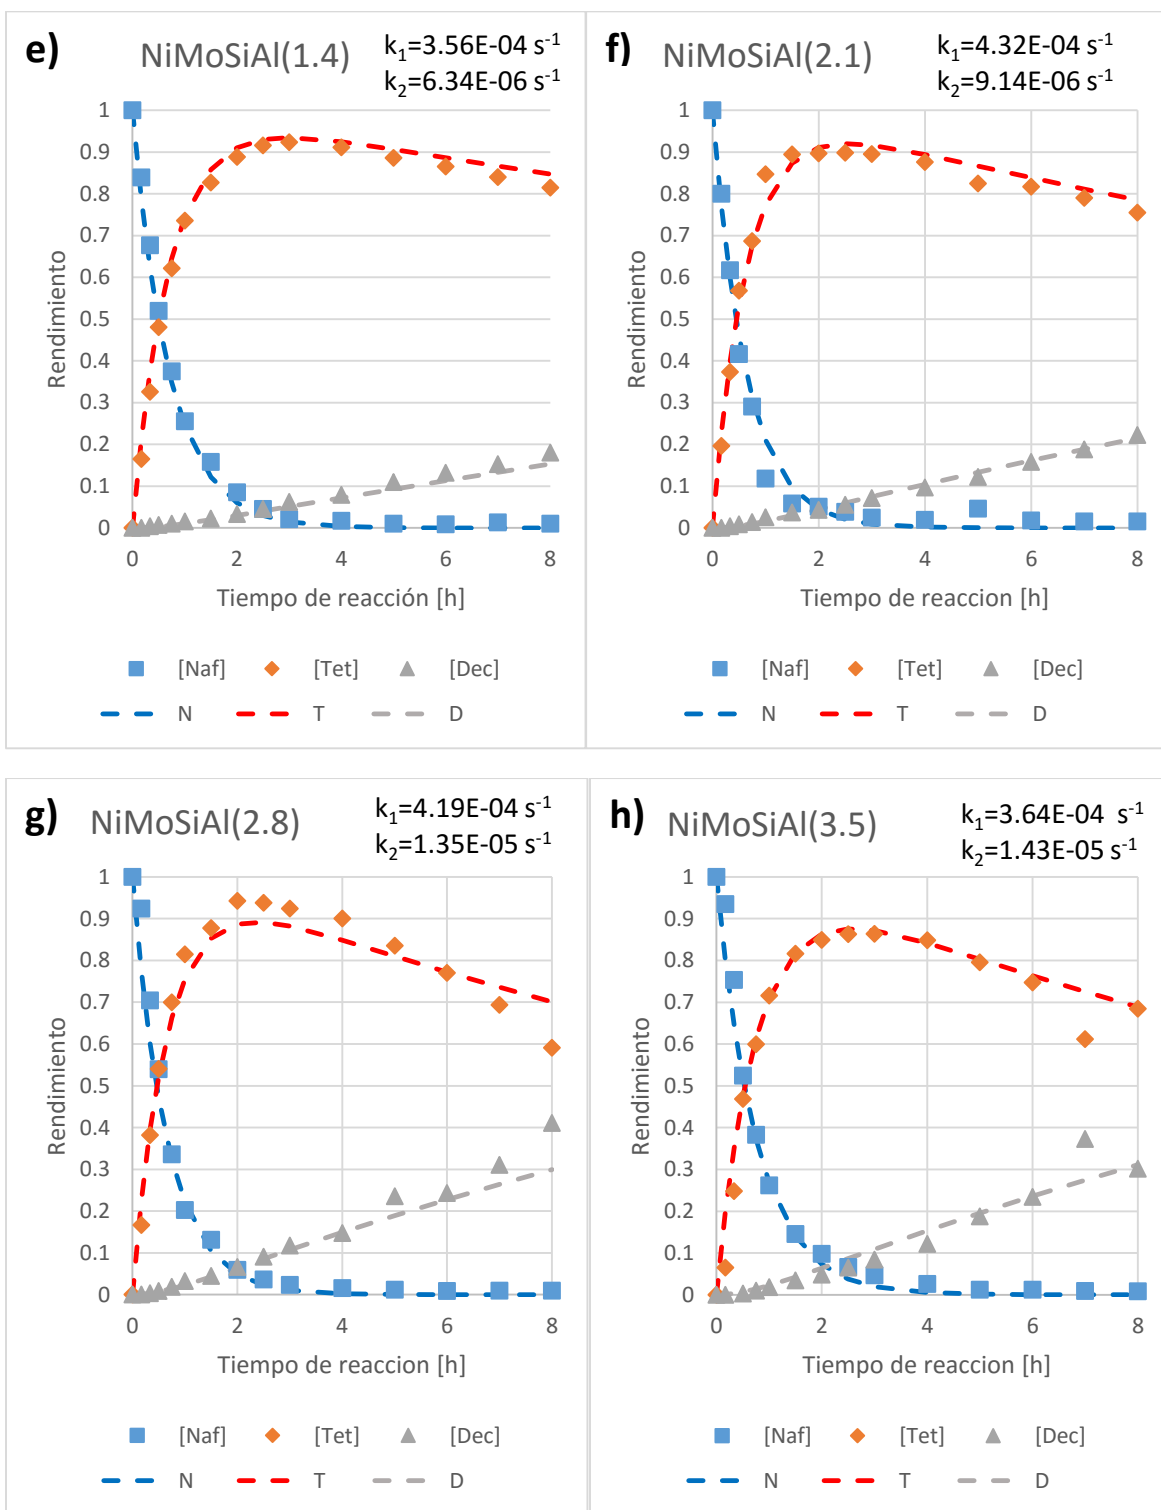 e)
NiMoSiAl(1.4)
k1=3.56E-04 s-1
k2=6.34E-06 s-1
1
0.9
0.8
0.7
0.6
0.5
0.4
0.3
0.2
0.1
0
Rendimiento
0 2 4 6 8
Tiempo de reacción [h]
[Naf] [Tet] [Dec]
N T D
f)
NiMoSiAl(2.1)
k1=4.32E-04 s-1
k2=9.14E-06 s-1
1
0.9
0.8
0.7
0.6
0.5
0.4
0.3
0.2
0.1
0
Rendimiento
0 2 4 6 8
Tiempo de reaccion [h]
[Naf] [Tet] [Dec]
N T D
g)
NiMoSiAl(2.8)
k1=4.19E-04 s-1
k2=1.35E-05 s-1
1
0.9
0.8
0.7
0.6
0.5
0.4
0.3
0.2
0.1
0
Rendimiento
0 2 4 6 8
Tiempo de reaccion [h]
[Naf] [Tet] [Dec]
N T D
h)
NiMoSiAl(3.5)
k1=3.64E-04 s-1
k2=1.43E-05 s-1
1
0.9
0.8
0.7
0.6
0.5
0.4
0.3
0.2
0.1
0
Rendimiento
0 2 4 6 8
Tiempo de reaccion [h]
[Naf] [Tet] [Dec]
N T D